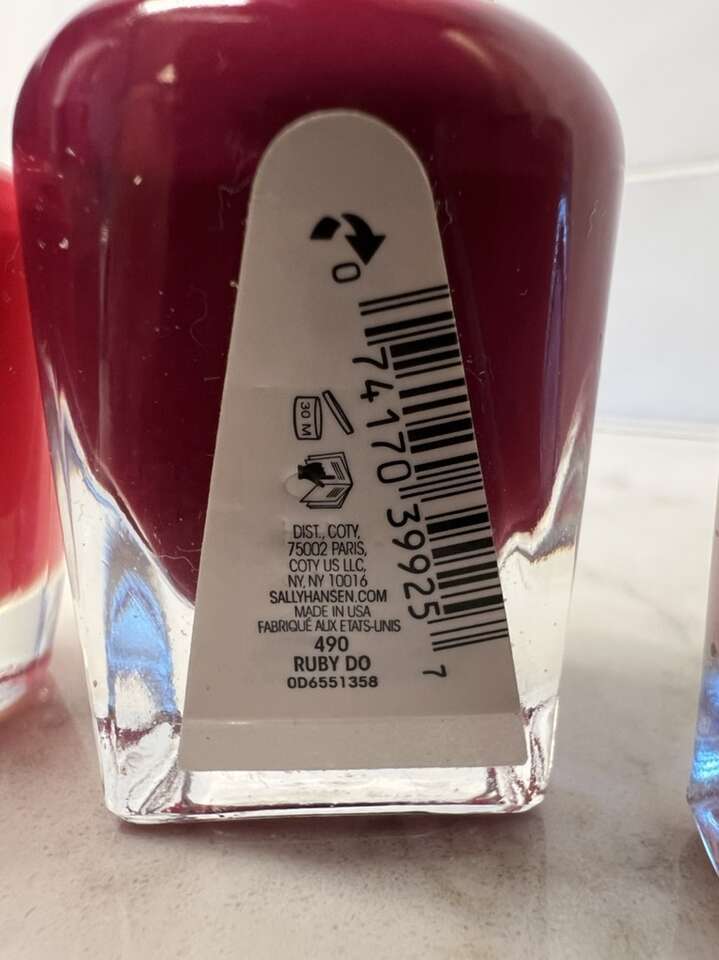 0 74170 39925 7
30 M
DIST., COTY,
75002 PARIS,
COTY US LLC,
NY, NY 10016
SALLYHANSEN.COM
MADE IN USA
FABRIQUÉ AUX ETATS-UNIS
490
RUBY DO
0D6551358